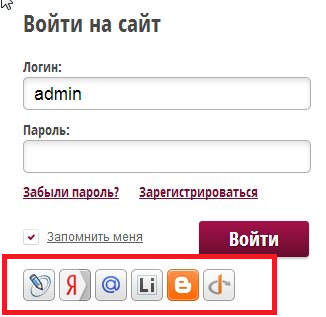 Войти на сайт
Логин:
admin
Пароль:
Забыли пароль? Зарегистрироваться
Запомнить меня Войти
Я @ Li